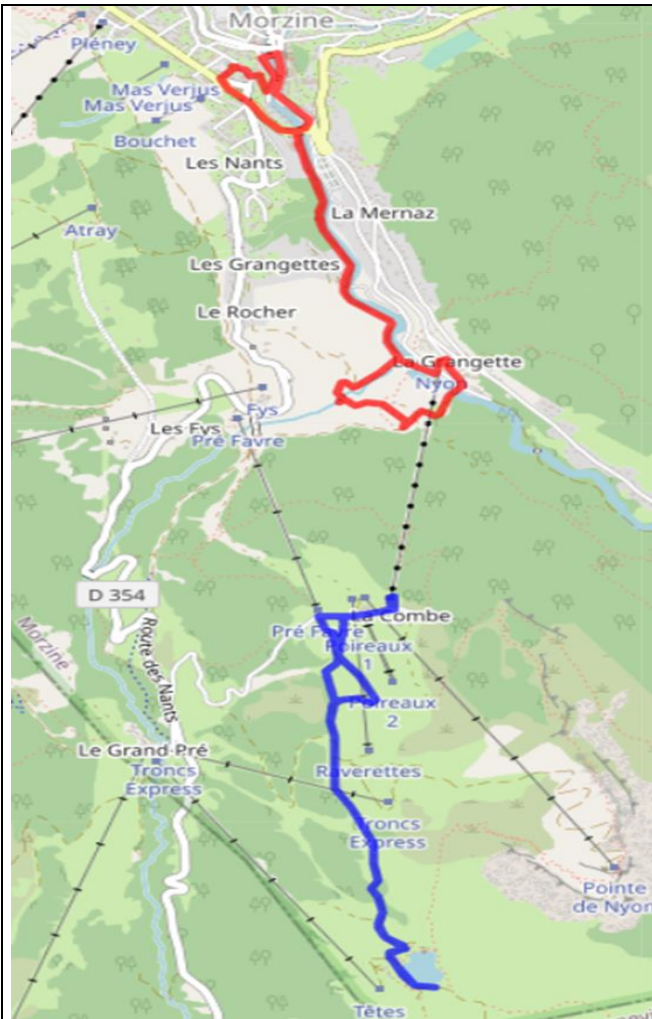 Morzine
Pléney
Mas Verjus
Mas Verjus
Bouchet
Les Nants
La Mernaz
Atray
Les Grangettes
Le Rocher
La Grangette
Nyon
Fys
Les Fys
Pré Favre
D 354
La Combe
Morzine
Route des Nants
Pré Favre
Poireaux
1
Poireaux
2
Le Grand Pré
Troncs
Express
Raverettes
Troncs
Express
Pointe
de Nyon
Têtes